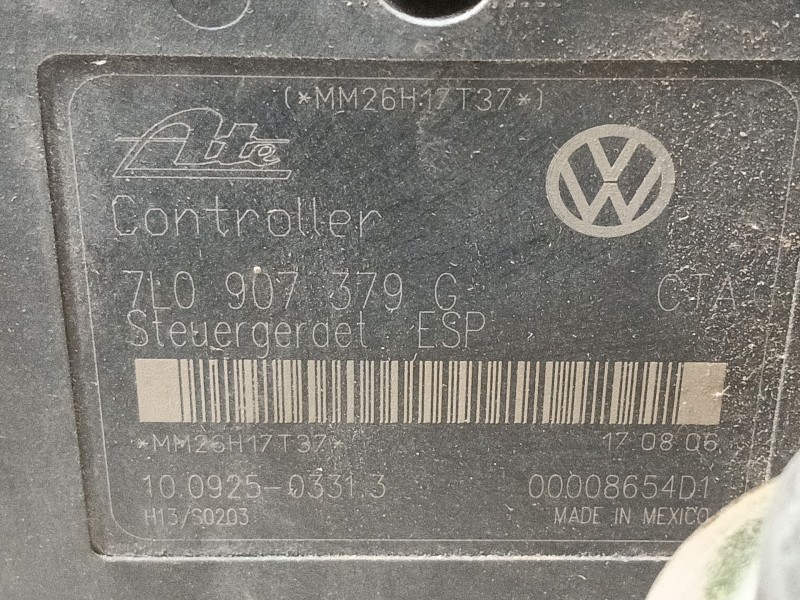 (*MM26H17T37*)
Ate
Controller
7L0 907 379 G CTA
Steuergerdet ESP
*MM26H17T37*
17.08.06
10.0925-0331.3 00008654D1
H13/S0203 MADE IN MEXICO